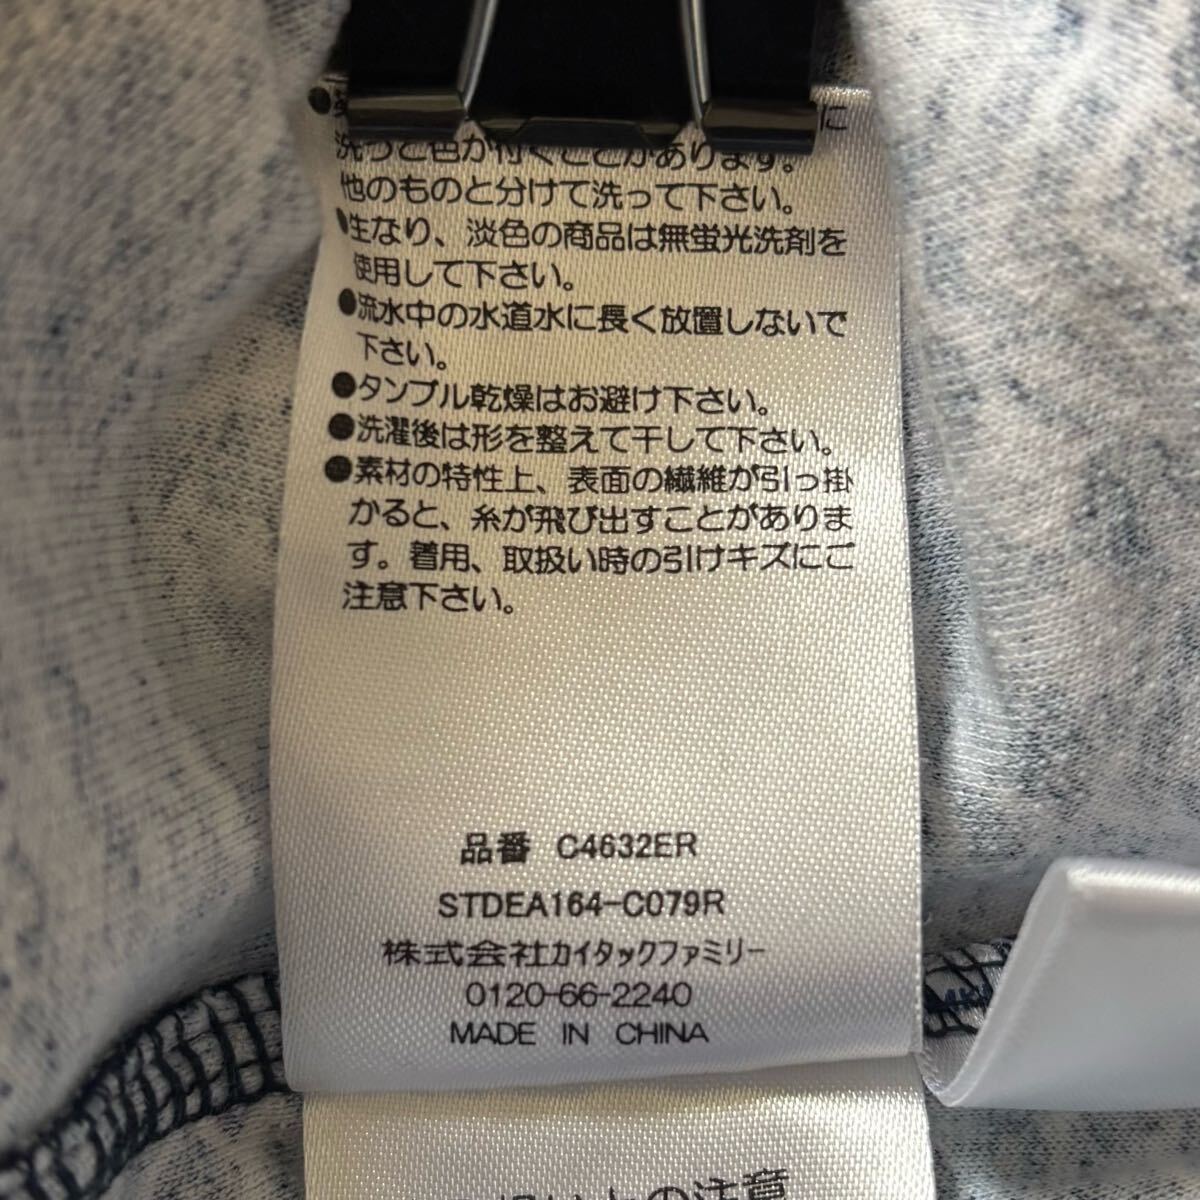 に
洗うと色が付くことがあります。
他のものと分けて洗って下さい。
●生なり、淡色の商品は無蛍光洗剤を
使用して下さい。
●流水中の水道水に長く放置しないで
下さい。
●タンブル乾燥はお避け下さい。
●洗濯後は形を整えて干して下さい。
●素材の特性上、表面の繊維が引っ掛
かると、糸が飛び出すことがありま
す。着用、取扱い時の引けキズにご
注意下さい。
品番 C4632ER
STDEA164-C079R
株式会社カイタックファミリー
0120-66-2240
MADE IN CHINA
扱い上の注意